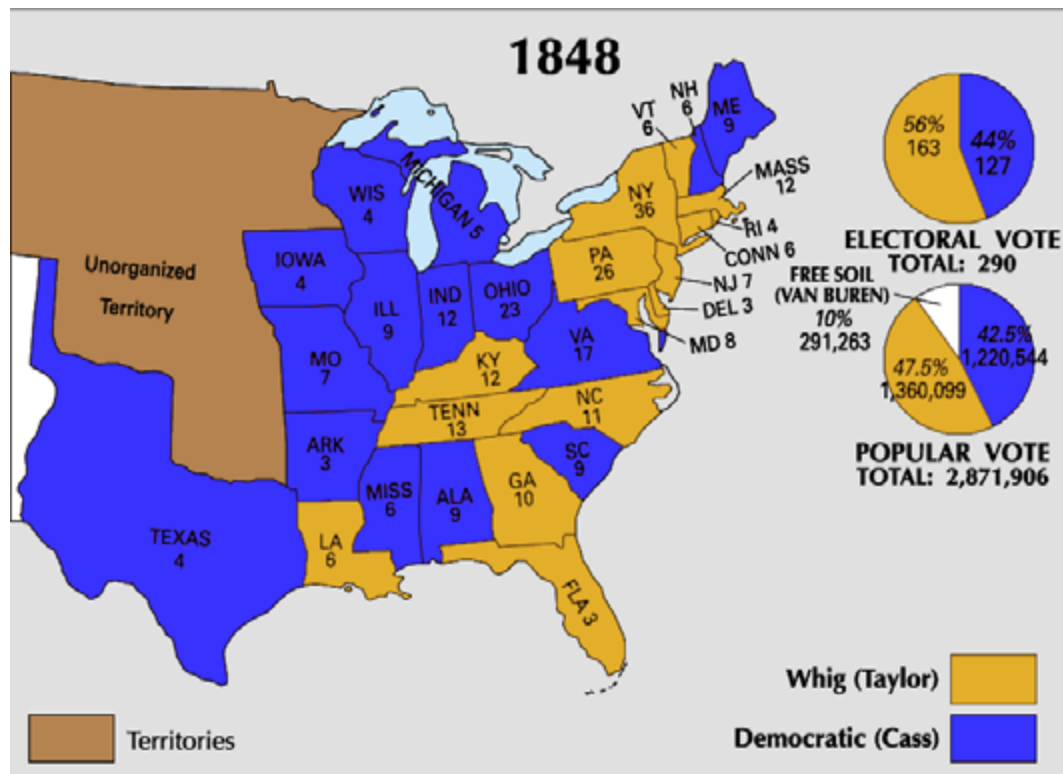 1848
NH
6
VT
6
ME
9
MASS
12
RI 4
CONN 6
NJ 7
DEL 3
MD 8
NY
36
PA
26
MICHIGAN 5
WIS
4
IOWA
4
ILL
9
IND
12
OHIO
23
VA
17
KY
12
MO
7
TENN
13
NC
11
ARK
3
SC
9
MISS
6
ALA
9
GA
10
LA
6
TEXAS
4
FLA 3
Unorganized
Territory
56%
163
44%
127
ELECTORAL VOTE
TOTAL: 290
FREE SOIL
(VAN BUREN)
10%
291,263
42.5%
1,220,544
47.5%
1,360,099
POPULAR VOTE
TOTAL: 2,871,906
Whig (Taylor)
Democratic (Cass)
Territories